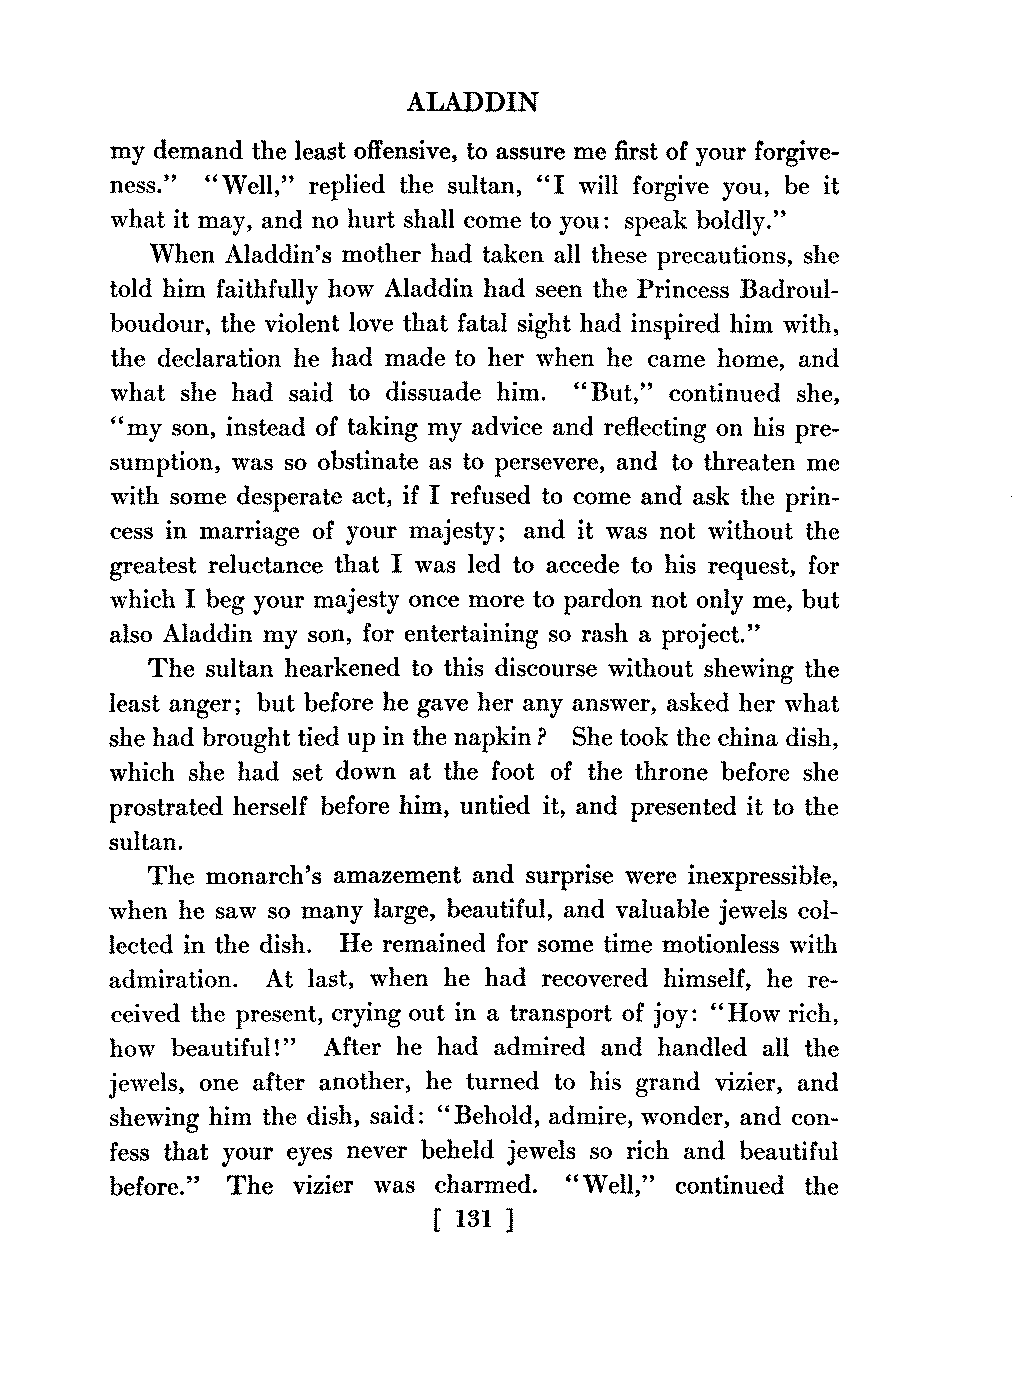 ALADDIN
my demand the least offensive, to assure me first of your forgive-
ness.” “Well,” replied the sultan, “I will forgive you, be it
what it may, and no hurt shall come to you: speak boldly.”
When Aladdin’s mother had taken all these precautions, she
told him faithfully how Aladdin had seen the Princess Badroul-
boudour, the violent love that fatal sight had inspired him with,
the declaration he had made to her when he came home, and
what she had said to dissuade him. “But,” continued she,
“my son, instead of taking my advice and reflecting on his pre-
sumption, was so obstinate as to persevere, and to threaten me
with some desperate act, if I refused to come and ask the prin-
cess in marriage of your majesty; and it was not without the
greatest reluctance that I was led to accede to his request, for
which I beg your majesty once more to pardon not only me, but
also Aladdin my son, for entertaining so rash a project.”
The sultan hearkened to this discourse without shewing the
least anger; but before he gave her any answer, asked her what
she had brought tied up in the napkin? She took the china dish,
which she had set down at the foot of the throne before she
prostrated herself before him, untied it, and presented it to the
sultan.
The monarch’s amazement and surprise were inexpressible,
when he saw so many large, beautiful, and valuable jewels col-
lected in the dish. He remained for some time motionless with
admiration. At last, when he had recovered himself, he re-
ceived the present, crying out in a transport of joy: “How rich,
how beautiful!” After he had admired and handled all the
jewels, one after another, he turned to his grand vizier, and
shewing him the dish, said: “Behold, admire, wonder, and con-
fess that your eyes never beheld jewels so rich and beautiful
before.” The vizier was charmed. “Well,” continued the
[ 131 ]